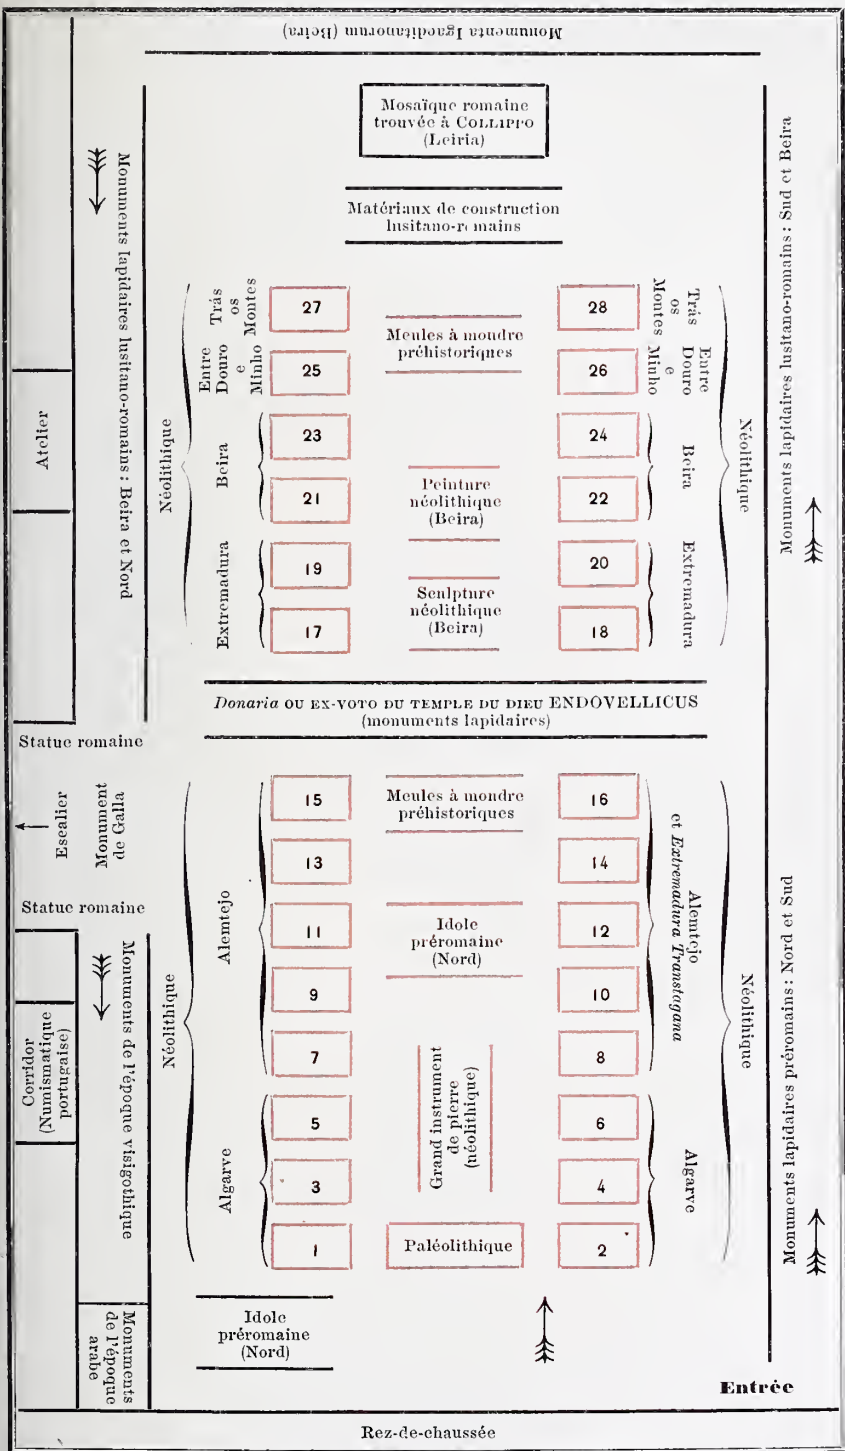 Monumenta Igaeditanorum (Beira)
Mosaïque romaine
trouvée à COLLIPPO
(Leiria)
Matériaux de construction
lusitano-romains
Monuments lapidaires lusitano-romains : Beira et Nord
Monuments lapidaires lusitano-romains : Sud et Beira
Atelier
Néolithique
Trás
os
Montes
27
Meules à moudre
préhistoriques
28
Trás
os
Montes
Entre
Douro
e
Minho
25
26
Entre
Douro
e
Minho
Néolithique
Beira
23
24
Beira
21
Peinture
néolithique
(Beira)
22
Extremadura
19
20
Extremadura
17
Sculpture
néolithique
(Beira)
18
Donaria OU EX-VOTO DU TEMPLE DU DIEU ENDOVELLICUS
(monuments lapidaires)
Statue romaine
Escalier
Monument
de Galla
Statue romaine
15
Meules à moudre
préhistoriques
16
13
14
Alemtejo
11
Idole
préromaine
(Nord)
12
Alemtejo
et Extremadura Transtagana
9
10
7
8
Néolithique
Néolithique
Monuments lapidaires préromains : Nord et Sud
Corridor
(Numismatique
portugaise)
Monuments de l'époque visigothique
Grand instrument
de pierre
(néolithique)
5
6
Algarve
3
4
Algarve
1
Paléolithique
2
Monuments
de l'époque
arabe
Idole
préromaine
(Nord)
Entrée
Rez-de-chaussée